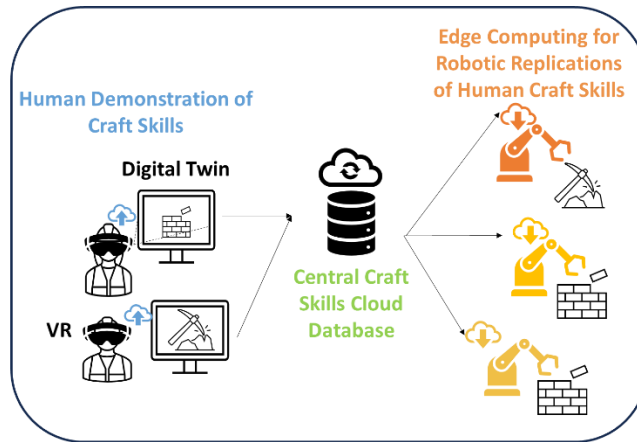 Human Demonstration of
Craft Skills
Digital Twin
VR
Central Craft
Skills Cloud
Database
Edge Computing for
Robotic Replications
of Human Craft Skills